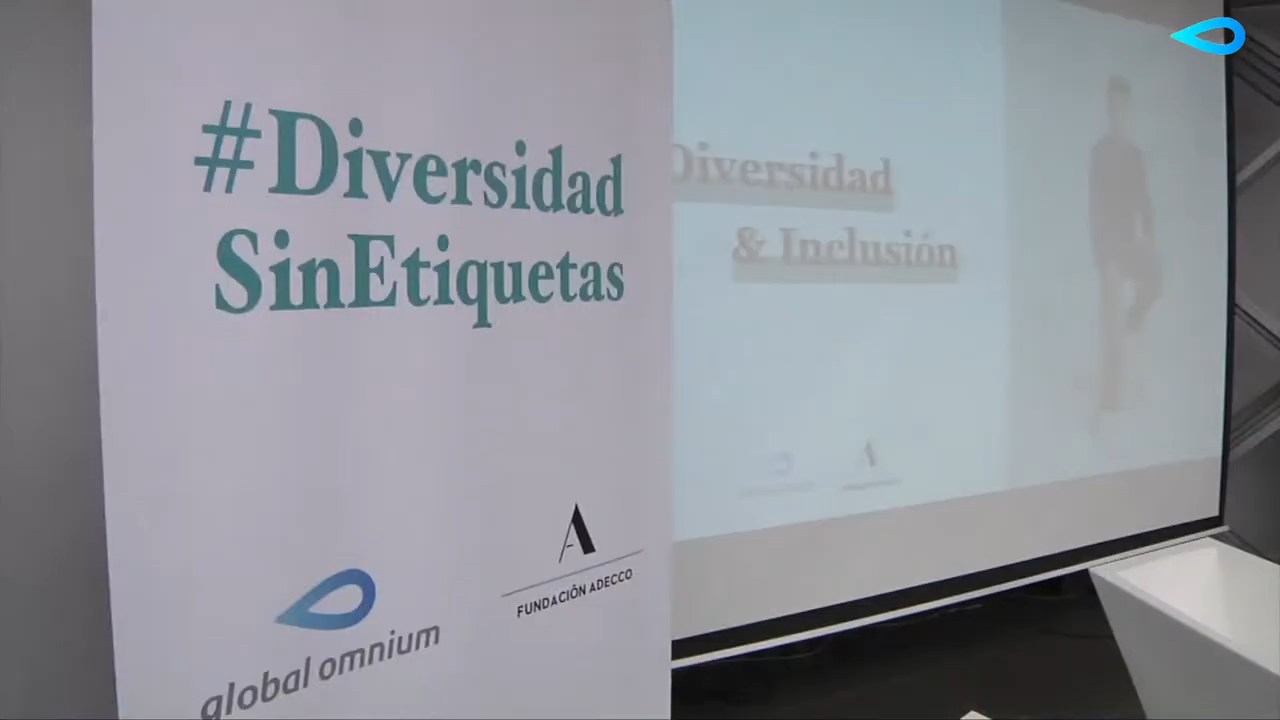 #Diversidad
SinEtiquetas
global omnium
A
FUNDACIÓN ADECCO
Diversidad
& Inclusión